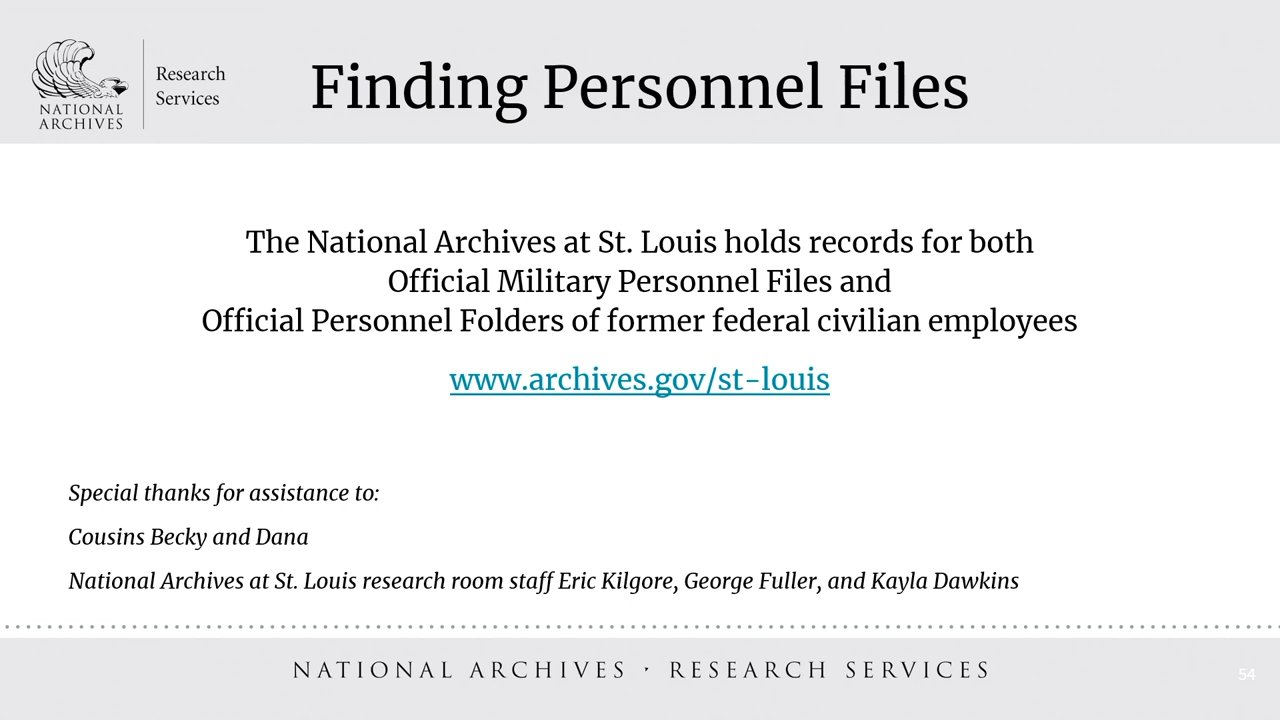 NATIONAL
ARCHIVES
Research
Services
Finding Personnel Files
The National Archives at St. Louis holds records for both
Official Military Personnel Files and
Official Personnel Folders of former federal civilian employees
www.archives.gov/st-louis
Special thanks for assistance to:
Cousins Becky and Dana
National Archives at St. Louis research room staff Eric Kilgore, George Fuller, and Kayla Dawkins
NATIONAL ARCHIVES · RESEARCH SERVICES
54